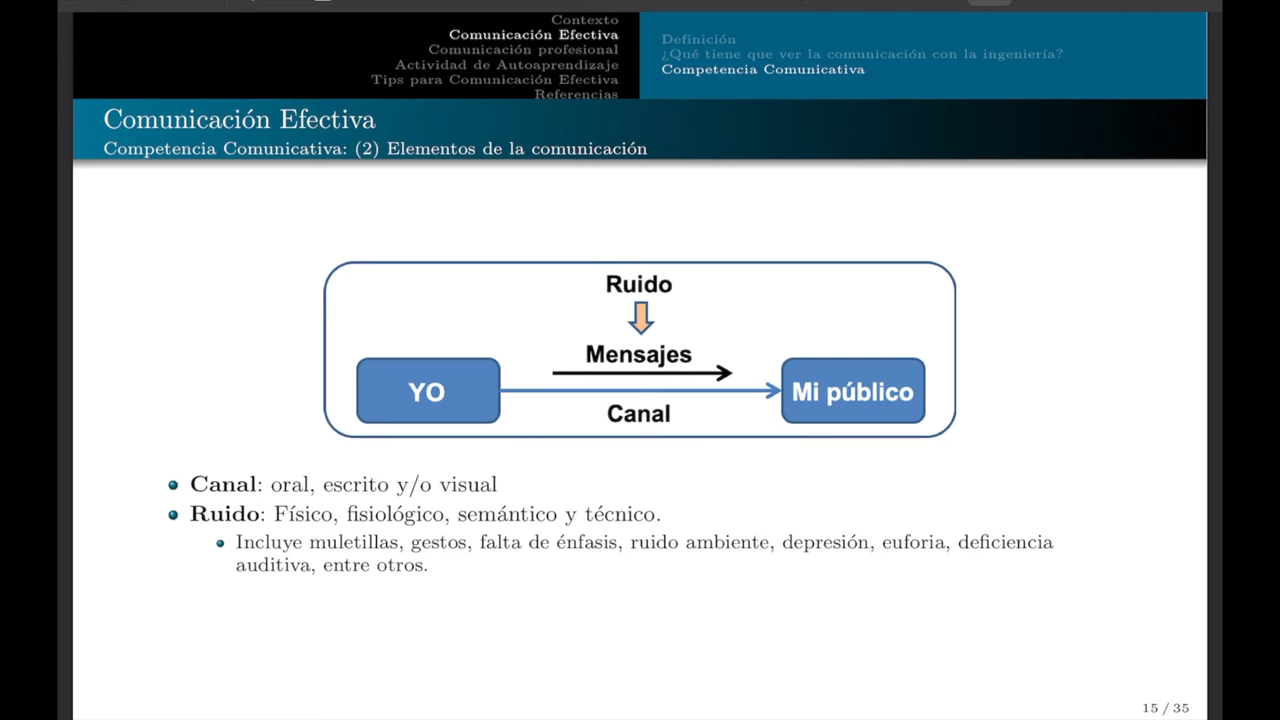 Contexto
Comunicación Efectiva
Comunicación profesional
Actividad de Autoaprendizaje
Tips para Comunicación Efectiva
Referencias
Definición
¿Qué tiene que ver la comunicación con la ingeniería?
Competencia Comunicativa
Comunicación Efectiva
Competencia Comunicativa: (2) Elementos de la comunicación
Ruido
Mensajes
YO
Mi público
Canal
Canal: oral, escrito y/o visual
Ruido: Físico, fisiológico, semántico y técnico.
Incluye muletillas, gestos, falta de énfasis, ruido ambiente, depresión, euforia, deficiencia
auditiva, entre otros.
15 / 35